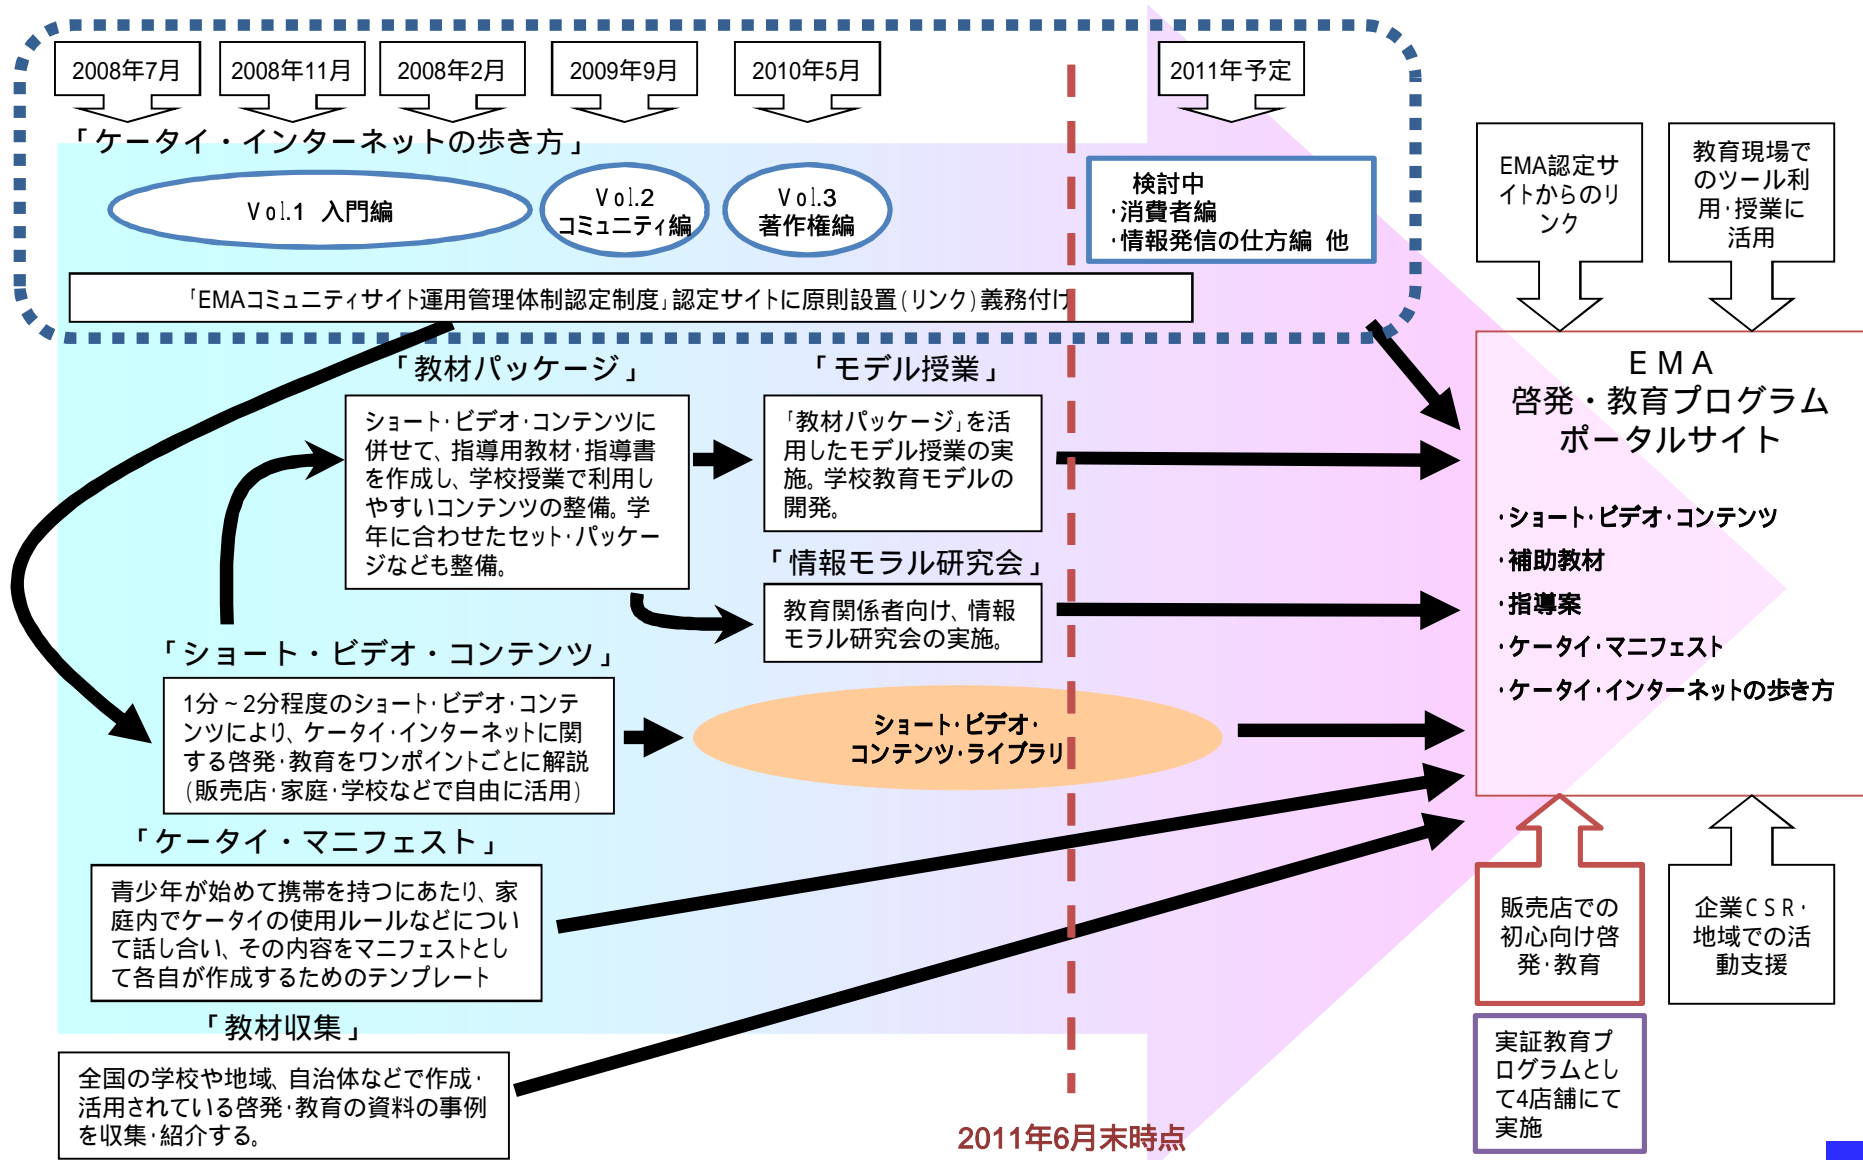 2008年7月
2008年11月
2008年2月
2009年9月
2010年5月
2011年予定
「ケータイ・インターネットの歩き方」
Vol.1 入門編
Vol.2
コミュニティ編
Vol.3
著作権編
検討中
・消費者編
・情報発信の仕方編 他
「EMAコミュニティサイト運用管理体制認定制度」認定サイトに原則設置(リンク)義務付け
EMA認定サ
イトからのリ
ンク
教育現場で
のツール利
用・授業に
活用
「教材パッケージ」
ショート・ビデオ・コンテンツに
併せて、指導用教材・指導書
を作成し、学校授業で利用し
やすいコンテンツの整備。学
年に合わせたセット・パッケー
ジなども整備。
「モデル授業」
「教材パッケージ」を活
用したモデル授業の実
施。学校教育モデルの
開発。
「情報モラル研究会」
教育関係者向け、情報
モラル研究会の実施。
「ショート・ビデオ・コンテンツ」
1分~2分程度のショート・ビデオ・コンテ
ンツにより、ケータイ・インターネットに関
する啓発・教育をワンポイントごとに解説
(販売店・家庭・学校などで自由に活用)
ショート・ビデオ・
コンテンツ・ライブラリ
「ケータイ・マニフェスト」
青少年が始めて携帯を持つにあたり、家
庭内でケータイの使用ルールなどについ
て話し合い、その内容をマニフェストとし
て各自が作成するためのテンプレート
「教材収集」
全国の学校や地域、自治体などで作成・
活用されている啓発・教育の資料の事例
を収集・紹介する。
2011年6月末時点
EMA
啓発・教育プログラム
ポータルサイト
・ショート・ビデオ・コンテンツ
・補助教材
・指導案
・ケータイ・マニフェスト
・ケータイ・インターネットの歩き方
販売店での
初心向け啓
発・教育
企業CSR・
地域での活
動支援
実証教育プ
ログラムとし
て4店舗にて
実施